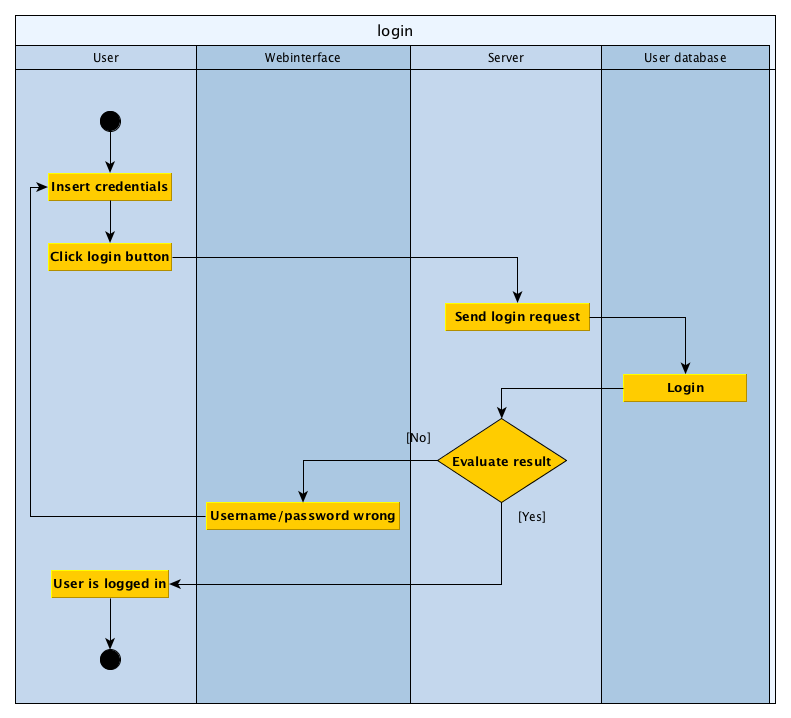 login
User
Webinterface
Server
User database
Insert credentials
Click login button
Send login request
Login
[No]
Evaluate result
Username/password wrong
[Yes]
User is logged in